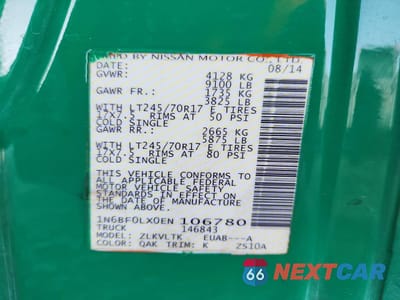 BY NISSAN MOTOR CO., LTD.
DATE: 08/14
GVWR: 4128 KG
9100 LB
GAWR FR.: 1735 KG
3825 LB
WITH LT245/70R17 E TIRES
17X7.5 RIMS AT 50 PSI
COLD SINGLE
GAWR RR.: 2665 KG
5875 LB
WITH LT245/70R17 E TIRES
17X7.5 RIMS AT 80 PSI
COLD SINGLE
THIS VEHICLE CONFORMS TO
ALL APPLICABLE FEDERAL
MOTOR VEHICLE SAFETY
STANDARDS IN EFFECT ON
THE DATE OF MANUFACTURE
SHOWN ABOVE.
1N6BF0LX0EN 106780
TRUCK 146843
MODEL: ZLKVLTK EUAB---A
COLOR: QAK TRIM: K ZS10A
66 NEXTCAR